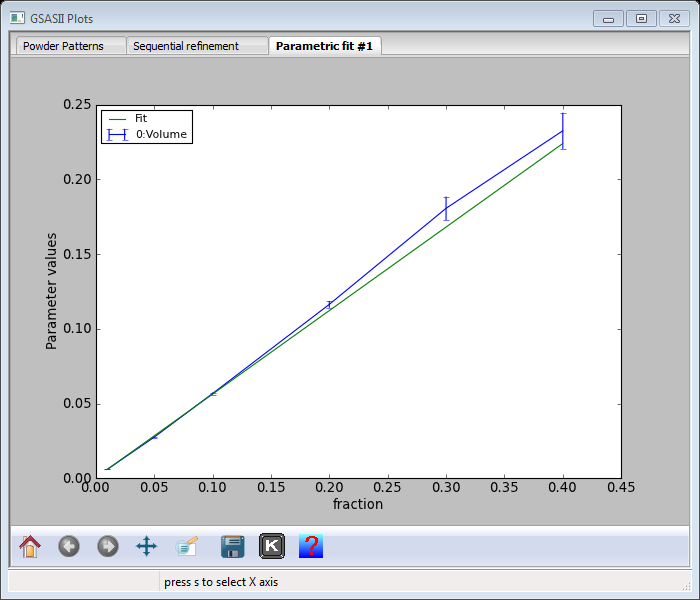 GSASII Plots
Powder Patterns Sequential refinement Parametric fit #1
0.25
Fit
0:Volume
0.20
0.15
Parameter values
0.10
0.05
0.00
0.00 0.05 0.10 0.15 0.20 0.25 0.30 0.35 0.40 0.45
fraction
K ?
press s to select X axis